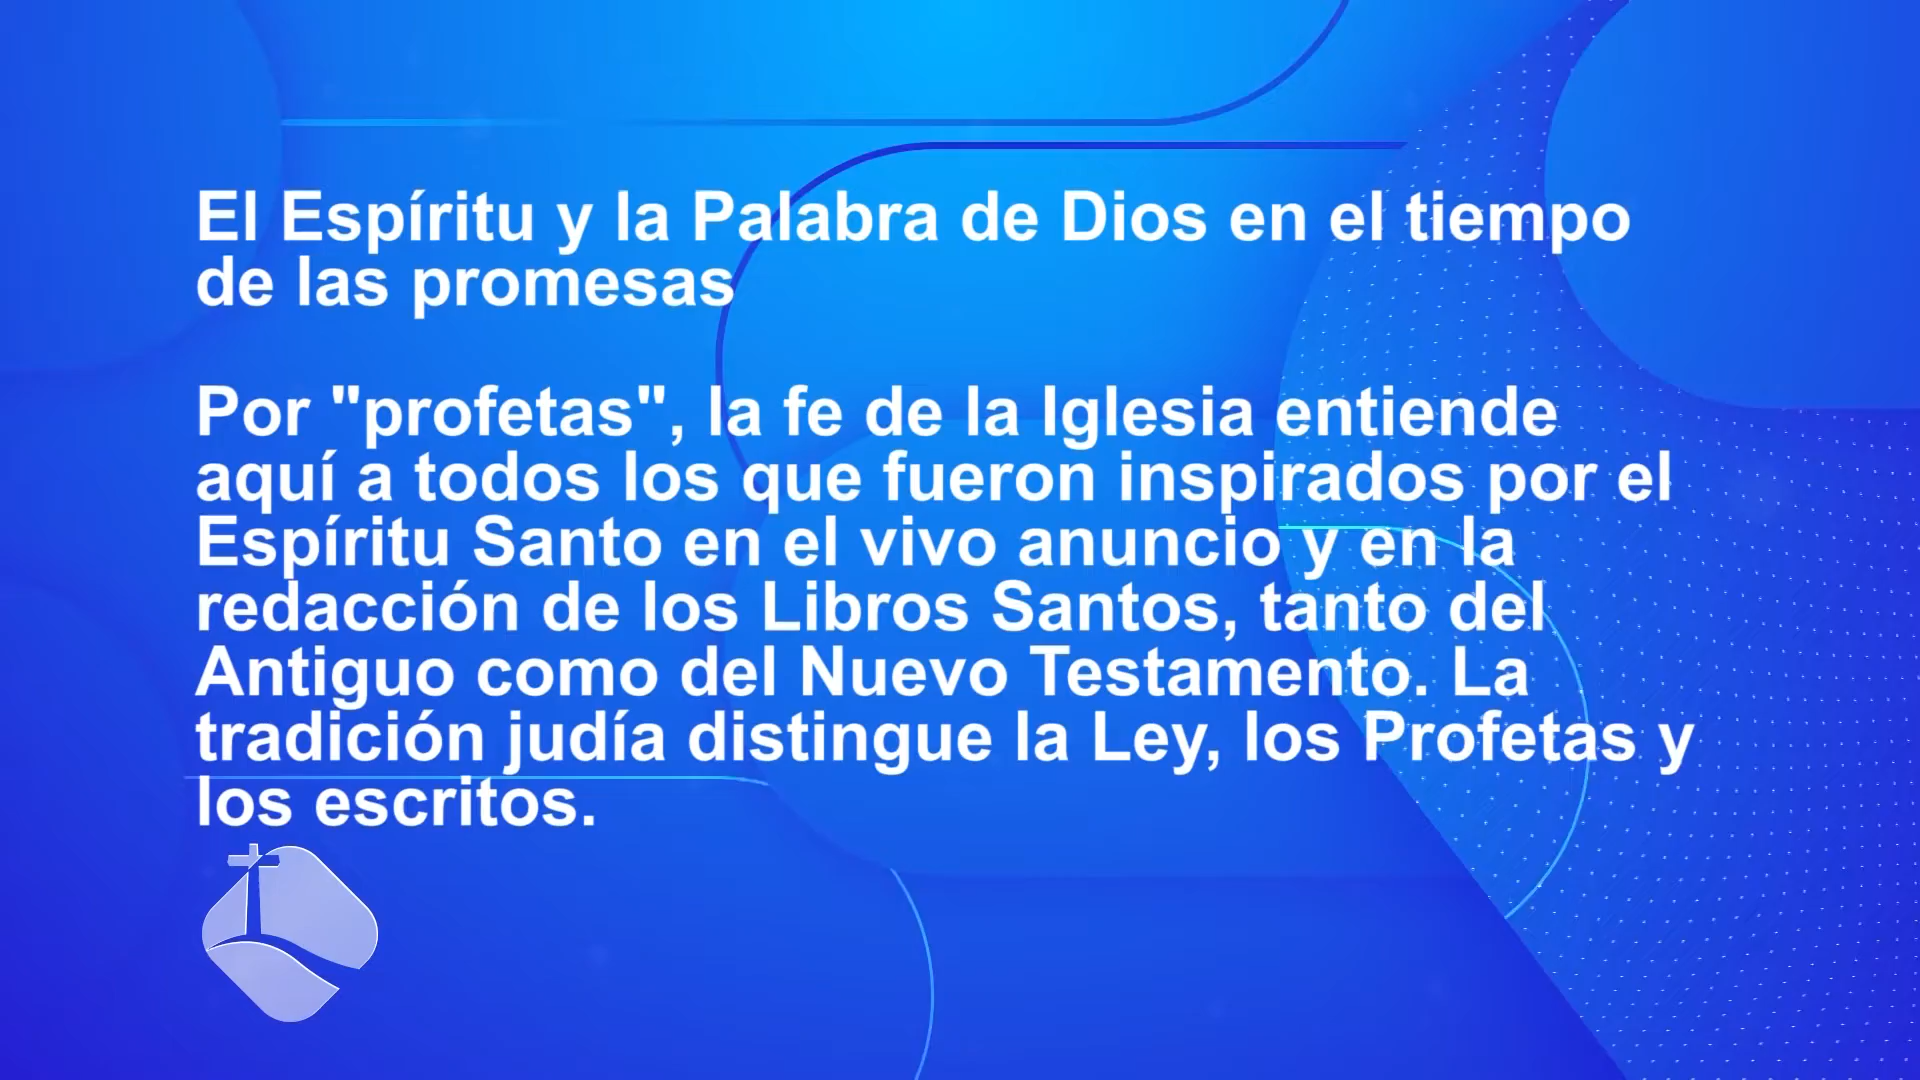 El Espíritu y la Palabra de Dios en el tiempo
de las promesas
Por "profetas", la fe de la Iglesia entiende
aquí a todos los que fueron inspirados por el
Espíritu Santo en el vivo anuncio y en la
redacción de los Libros Santos, tanto del
Antiguo como del Nuevo Testamento. La
tradición judía distingue la Ley, los Profetas y
los escritos.